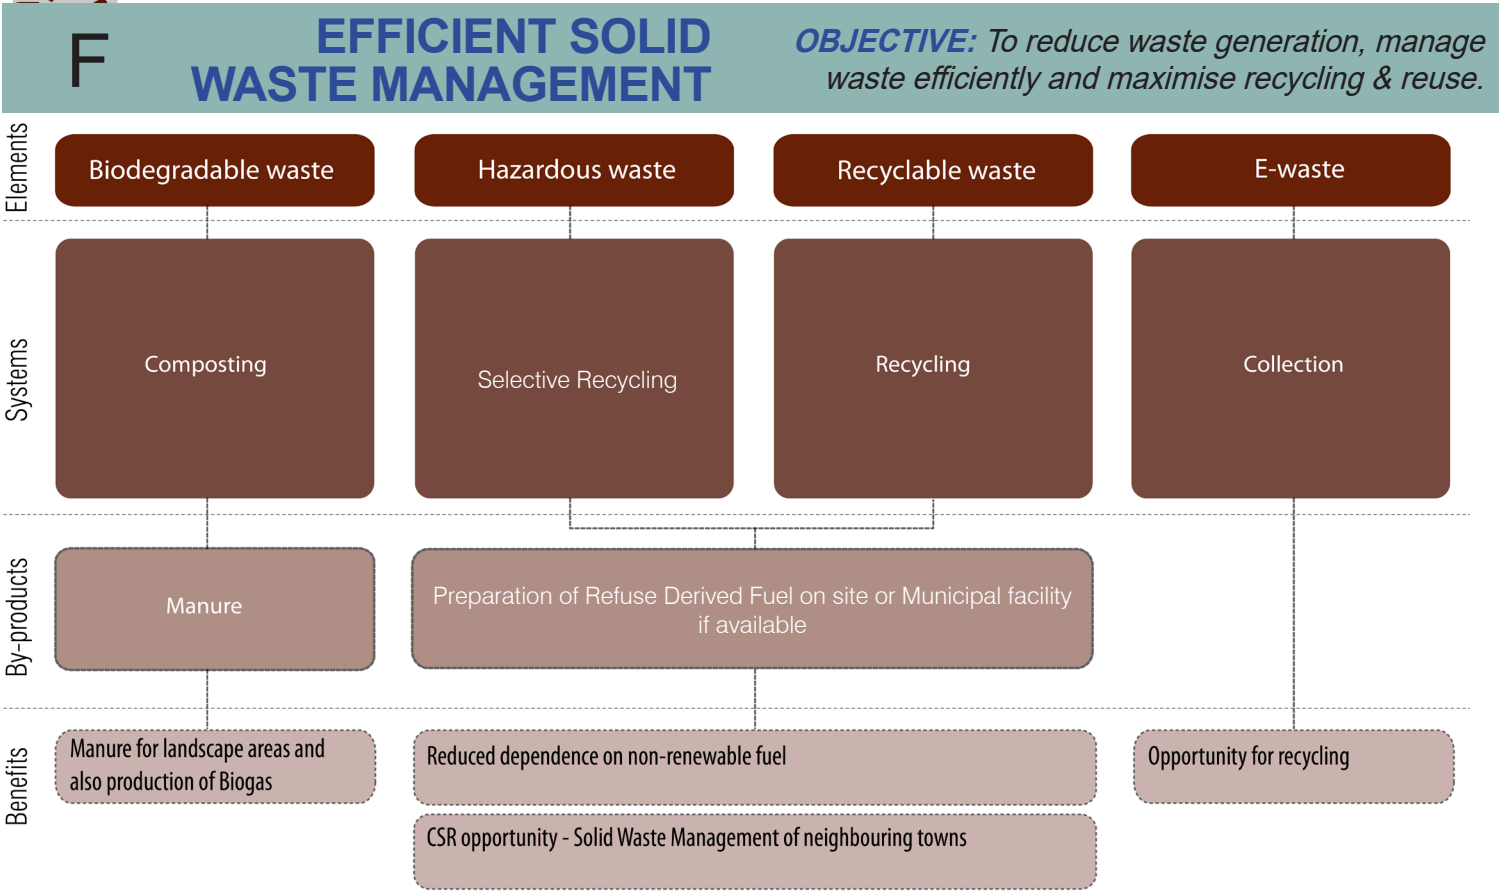 F
EFFICIENT SOLID
WASTE MANAGEMENT
OBJECTIVE: To reduce waste generation, manage
waste efficiently and maximise recycling & reuse.
Elements
Biodegradable waste
Hazardous waste
Recyclable waste
E-waste
Systems
Composting
Selective Recycling
Recycling
Collection
By-products
Manure
Preparation of Refuse Derived Fuel on site or Municipal facility
if available
Benefits
Manure for landscape areas and
also production of Biogas
Reduced dependence on non-renewable fuel
Opportunity for recycling
CSR opportunity - Solid Waste Management of neighbouring towns